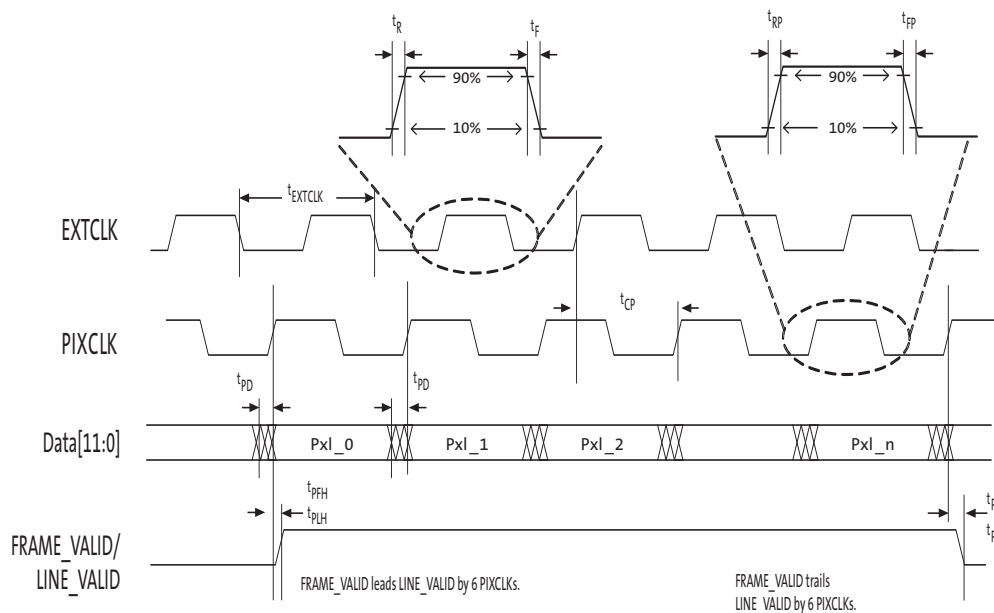 tR
tF
tRP
tFP
90%
90%
10%
10%
tEXTCLK
EXTCLK
tCP
PIXCLK
tPD
tPD
Data[11:0]
Pxl_0
Pxl_1
Pxl_2
Pxl_n
tPFH
tPLH
FRAME_VALID/
LINE_VALID
FRAME_VALID leads LINE_VALID by 6 PIXCLKs.
FRAME_VALID trails
LINE_VALID by 6 PIXCLKs.